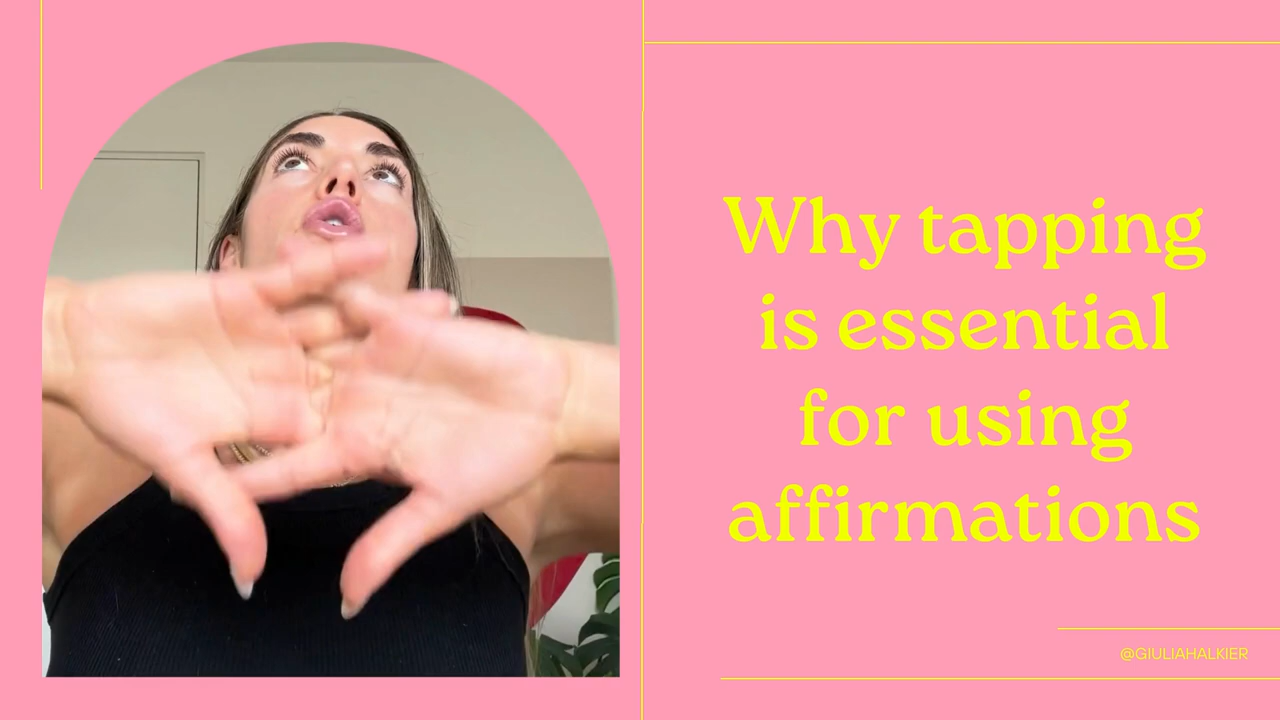 Why tapping
is essential
for using
affirmations
@GIULIAHALKIER